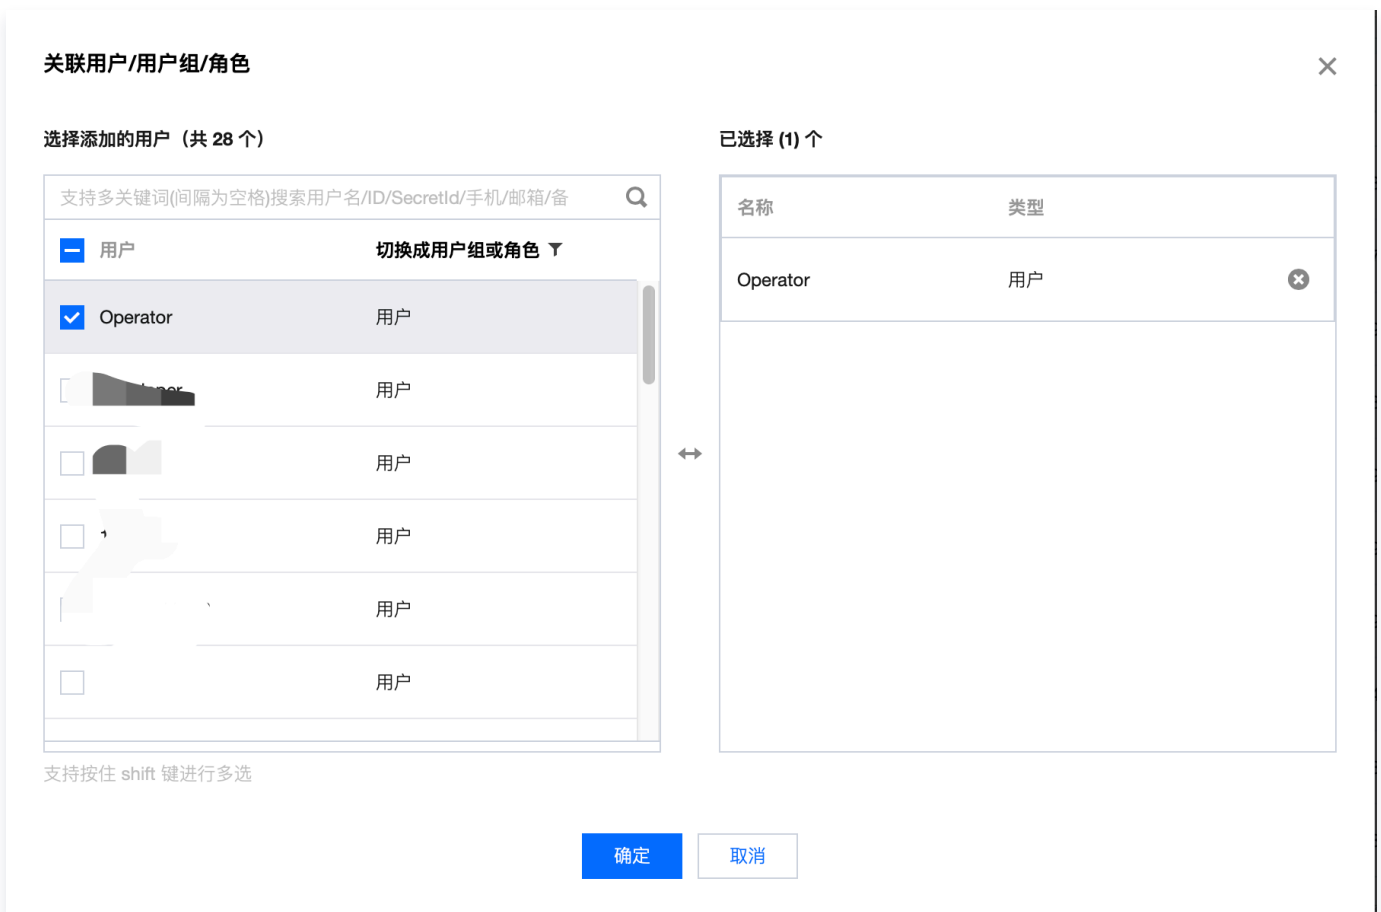 关联用户/用户组/角色
选择添加的用户（共 28 个）
支持多关键词(间隔为空格)搜索用户名/ID/SecretId/手机/邮箱/备
用户 切换成用户组或角色
Operator 用户
用户
用户
用户
用户
用户
支持按住 shift 键进行多选
已选择 (1) 个
名称 类型
Operator 用户
确定 取消